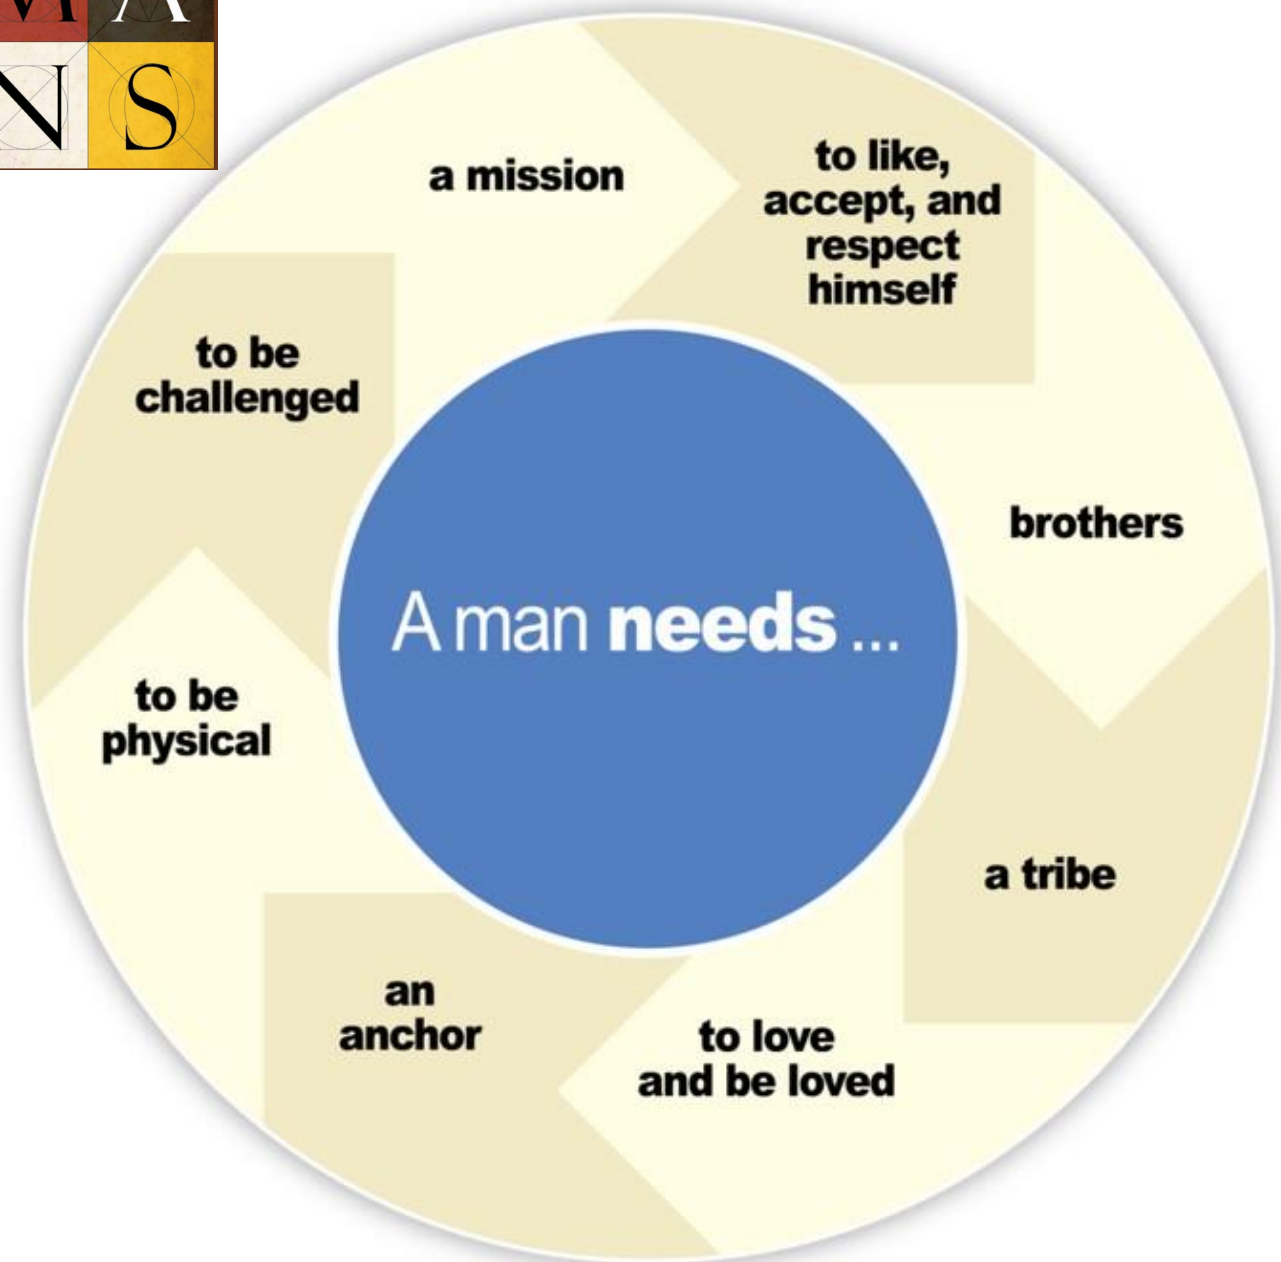 M A
N S
a mission
to like,
accept, and
respect
himself
to be
challenged
brothers
A man needs ...
to be
physical
a tribe
an
anchor
to love
and be loved